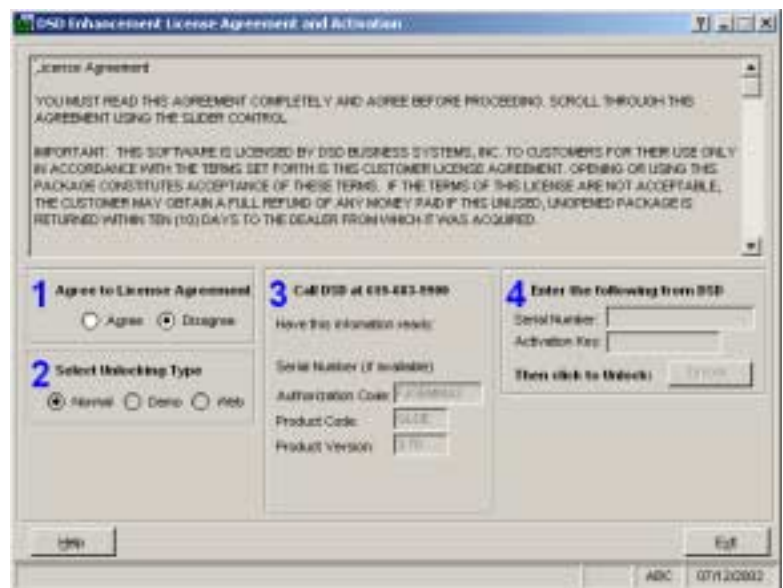 DSD Enhancement License Agreement and Activation
License Agreement
YOU MUST READ THIS AGREEMENT COMPLETELY AND AGREE BEFORE PROCEEDING. SCROLL THROUGH THIS
AGREEMENT USING THE SLIDER CONTROL
IMPORTANT: THIS SOFTWARE IS LICENSED BY DSD BUSINESS SYSTEMS, INC. TO CUSTOMERS FOR THEIR USE ONLY
IN ACCORDANCE WITH THE TERMS SET FORTH IS THIS CUSTOMER LICENSE AGREEMENT. OPENING OR USING THIS
PACKAGE CONSTITUTES ACCEPTANCE OF THESE TERMS. IF THE TERMS OF THIS LICENSE ARE NOT ACCEPTABLE,
THE CUSTOMER MAY OBTAIN A FULL REFUND OF ANY MONEY PAID IF THIS UNUSED, UNOPENED PACKAGE IS
RETURNED WITHIN TEN (10) DAYS TO THE DEALER FROM WHICH IT WAS ACQUIRED.
1 Agree to License Agreement
Agree Disagree
2 Select Unlocking Type
Normal Demo Web
3 Call DSD at
Have this information ready:
Serial Number (if available)
Authorization Code:
Product Code:
Product Version:
4 Enter the following from DSD
Serial Number:
Activation Key:
Then click to Unlock:
Help
Exit
ABC 07/12/2003